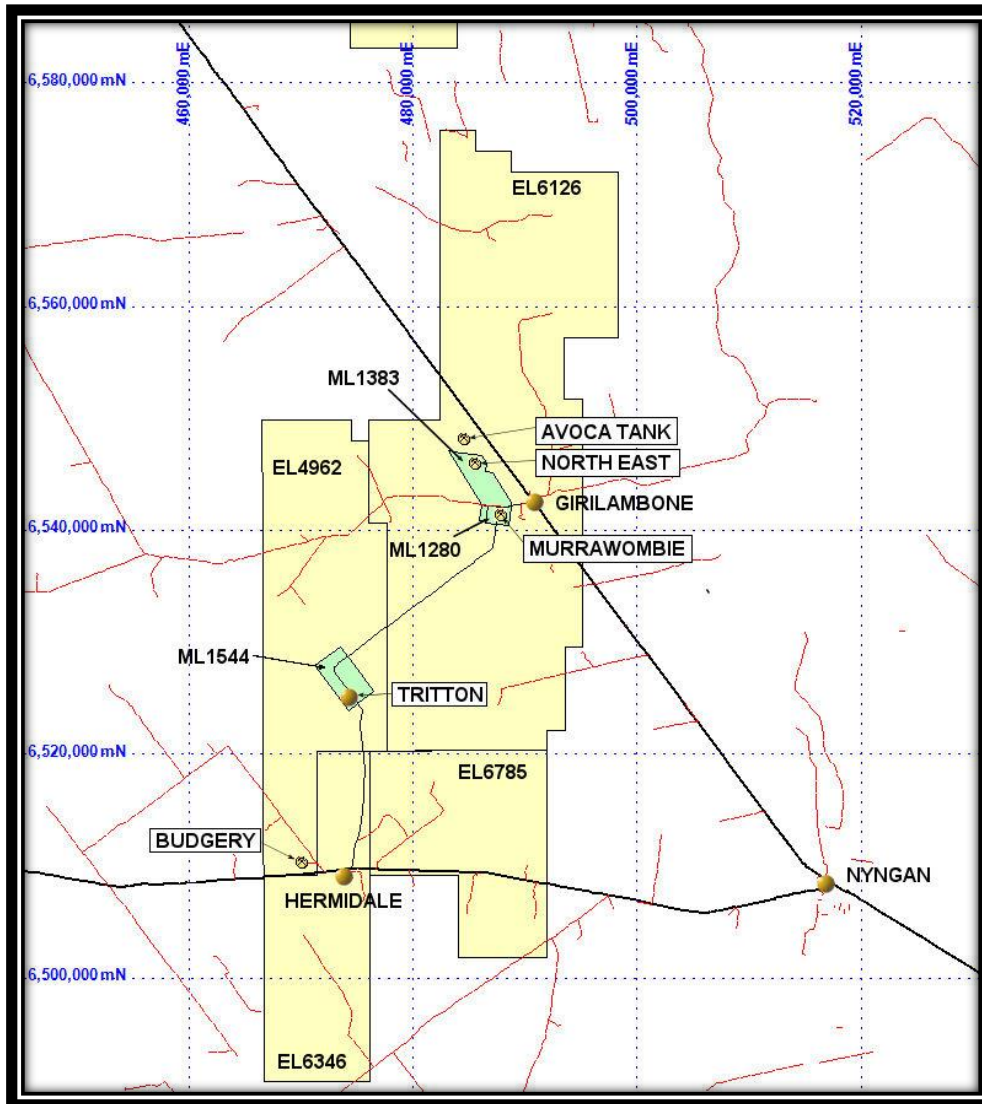 460,000 mE
480,000 mE
500,000 mE
520,000 mE
6,580,000 mN
EL6126
6,560,000 mN
ML1383
AVOCA TANK
NORTH EAST
EL4962
GIRILAMBONE
6,540,000 mN
ML1280
MURRAWOMBIE
ML1544
TRITTON
6,520,000 mN
EL6785
BUDGERY
NYNGAN
HERMIDALE
6,500,000 mN
EL6346